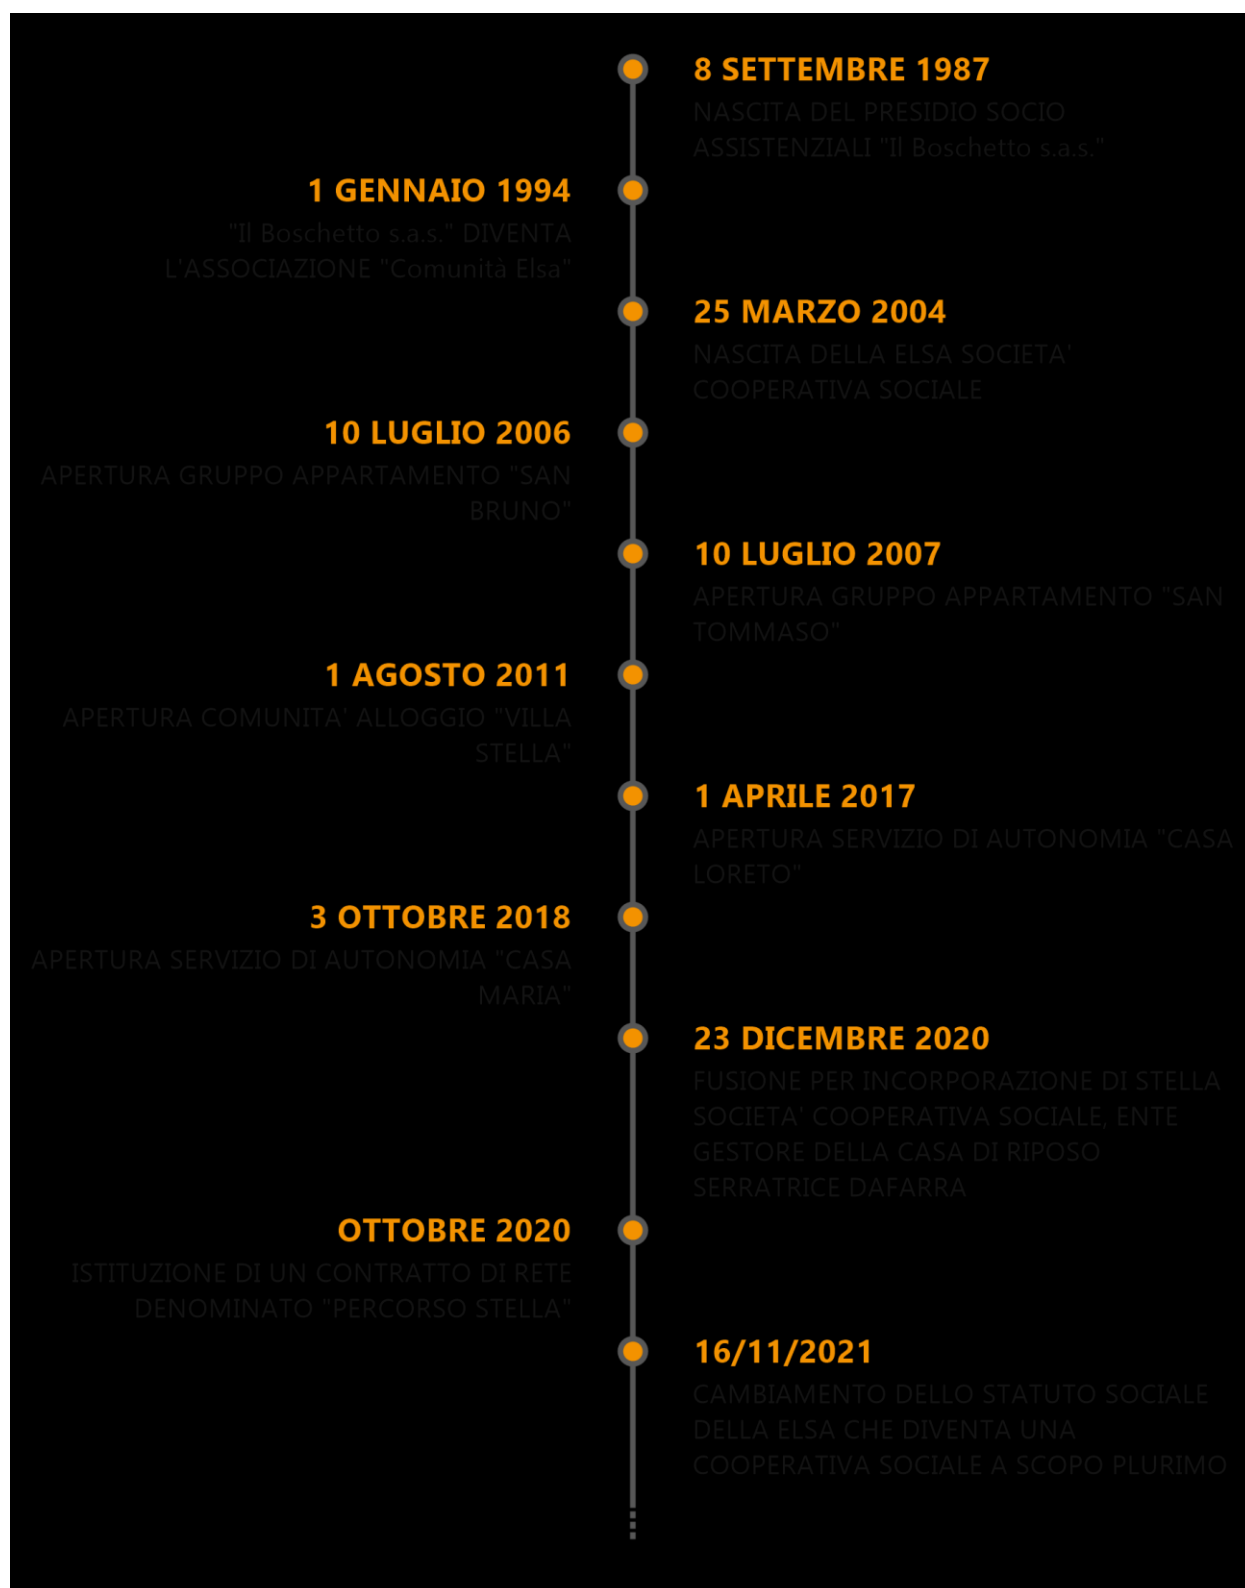 8 SETTEMBRE 1987
NASCITA DEL PRESIDIO SOCIO
ASSISTENZIALI "Il Boschetto s.a.s."
1 GENNAIO 1994
"Il Boschetto s.a.s." DIVENTA
L'ASSOCIAZIONE "Comunità Elsa"
25 MARZO 2004
NASCITA DELLA ELSA SOCIETA'
COOPERATIVA SOCIALE
10 LUGLIO 2006
APERTURA GRUPPO APPARTAMENTO "SAN
BRUNO"
10 LUGLIO 2007
APERTURA GRUPPO APPARTAMENTO "SAN
TOMMASO"
1 AGOSTO 2011
APERTURA COMUNITA' ALLOGGIO "VILLA
STELLA"
1 APRILE 2017
APERTURA SERVIZIO DI AUTONOMIA "CASA
LORETO"
3 OTTOBRE 2018
APERTURA SERVIZIO DI AUTONOMIA "CASA
MARIA"
23 DICEMBRE 2020
FUSIONE PER INCORPORAZIONE DI STELLA
SOCIETA' COOPERATIVA SOCIALE, ENTE
GESTORE DELLA CASA DI RIPOSO
SERRATRICE DAFARRA
OTTOBRE 2020
ISTITUZIONE DI UN CONTRATTO DI RETE
DENOMINATO "PERCORSO STELLA"
16/11/2021
CAMBIAMENTO DELLO STATUTO SOCIALE
DELLA ELSA CHE DIVENTA UNA
COOPERATIVA SOCIALE A SCOPO PLURIMO